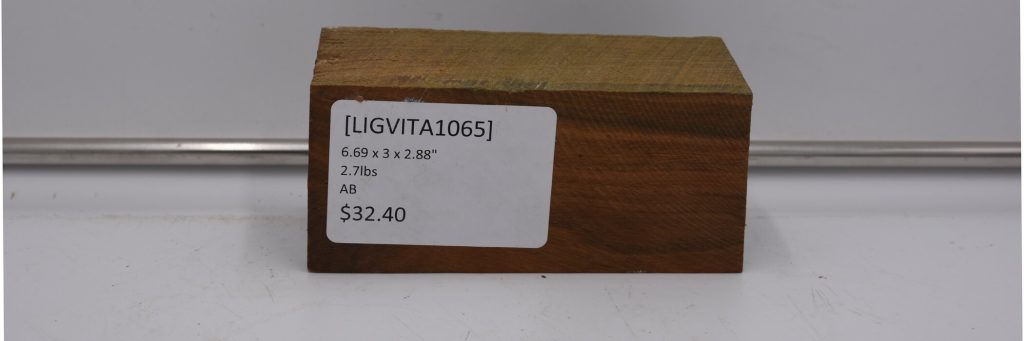 [LIGVITA1065]
6.69 x 3 x 2.88"
2.7lbs
AB
$32.40